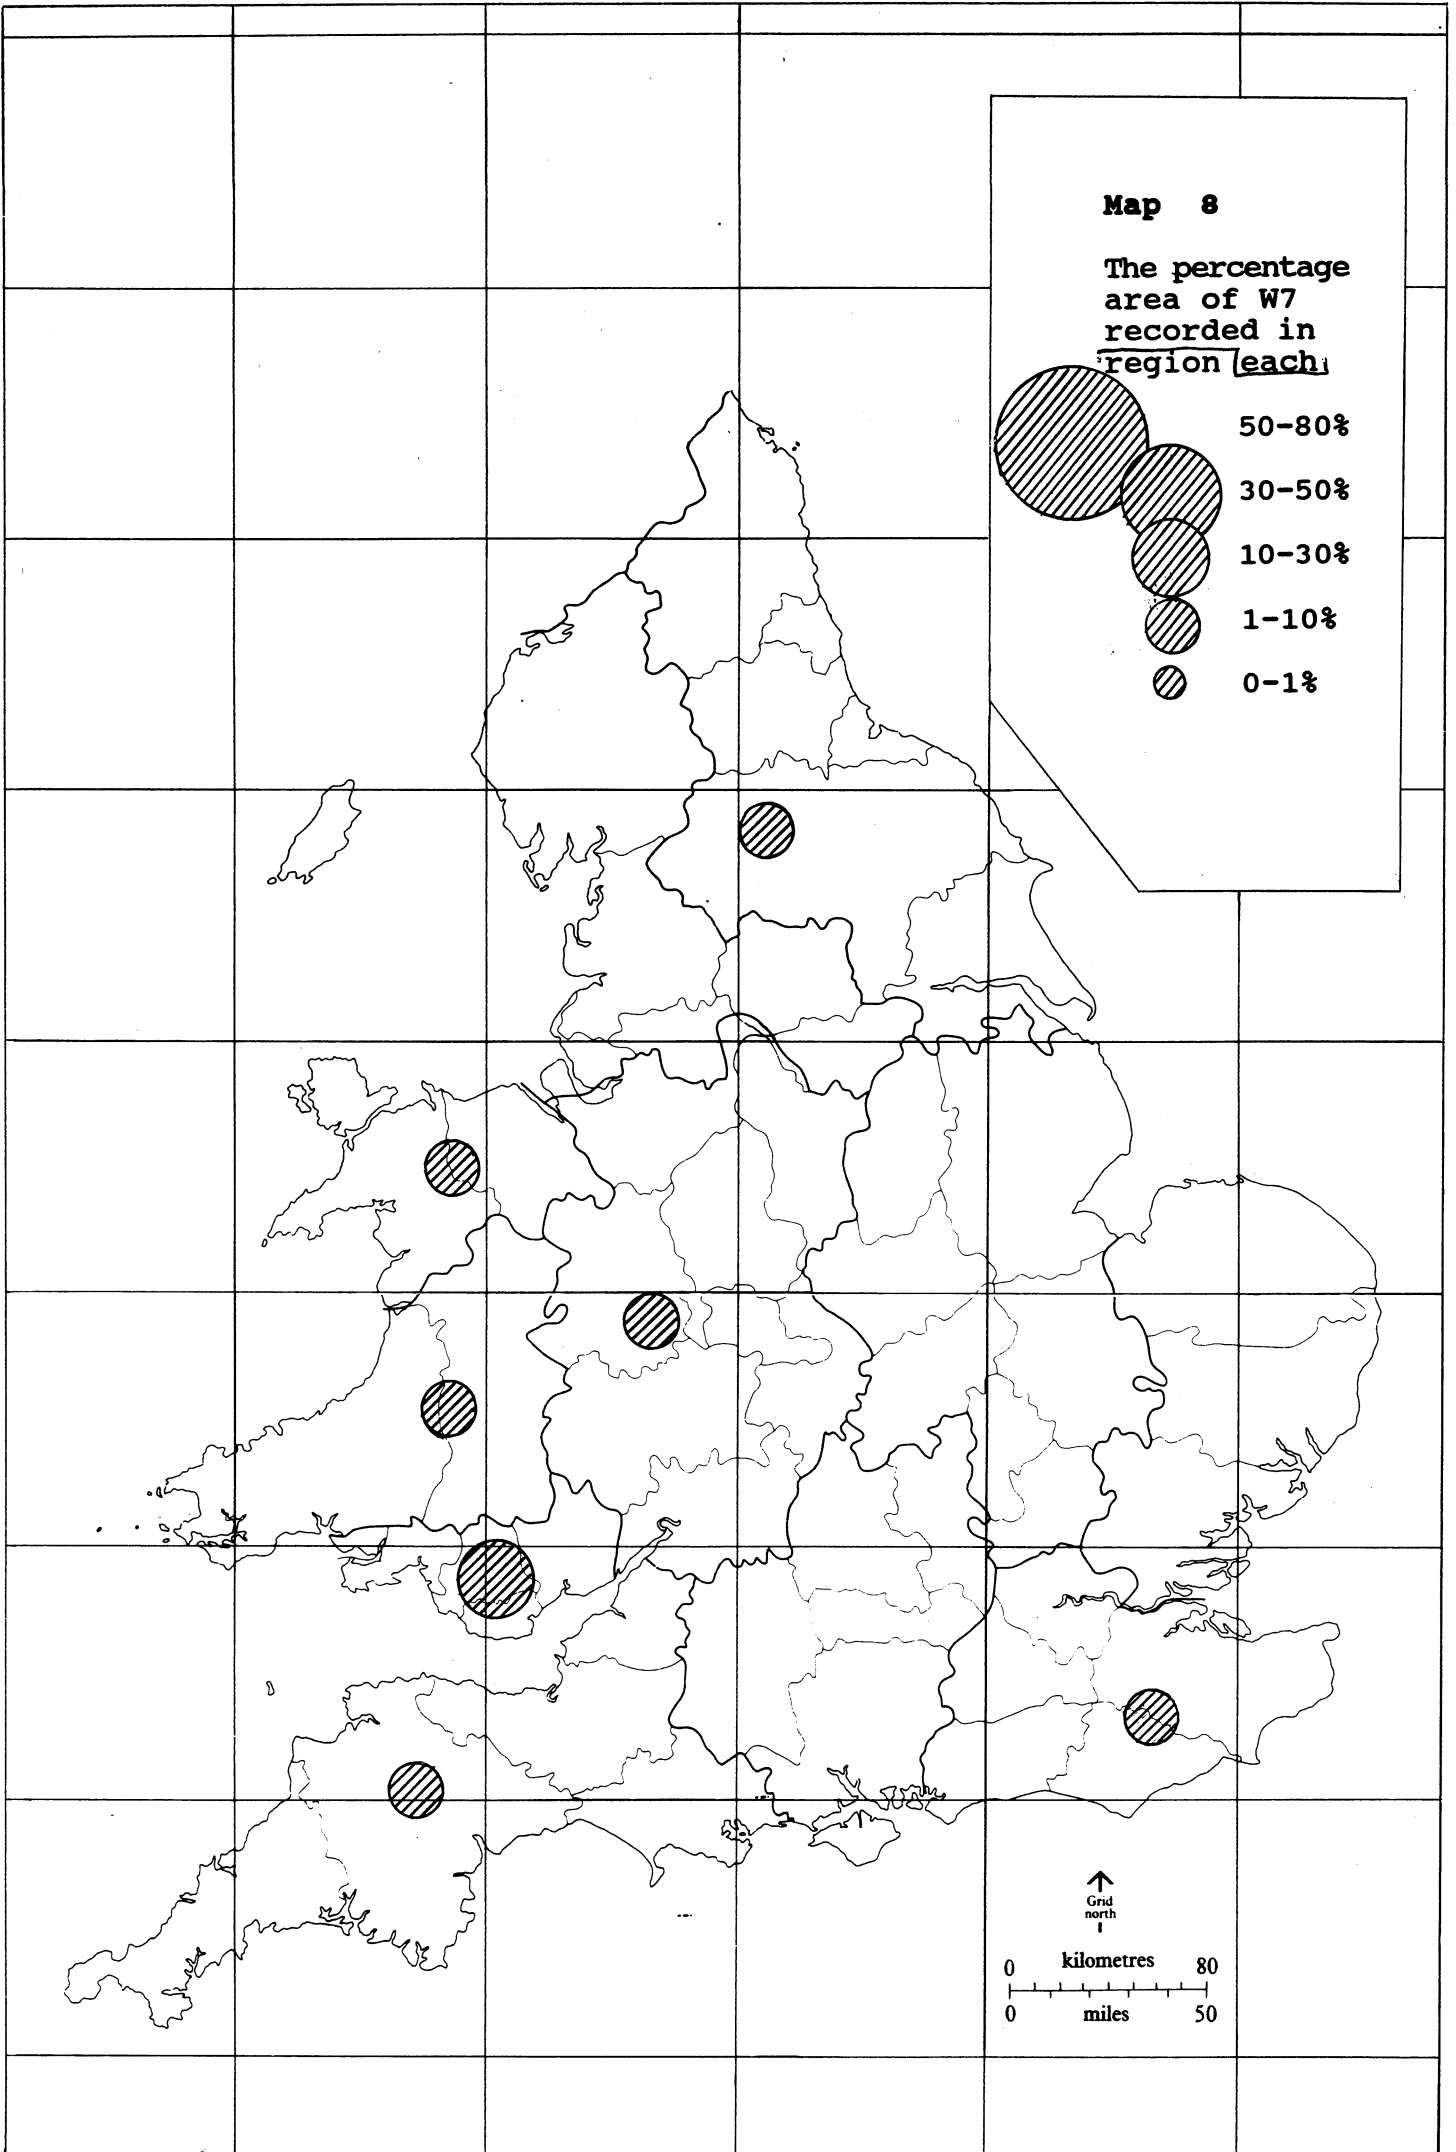 Map 8
The percentage
area of W7
recorded in
region each
50-80%
30-50%
10-30%
1-10%
0-1%
Grid
north
0 kilometres 80
0 miles 50